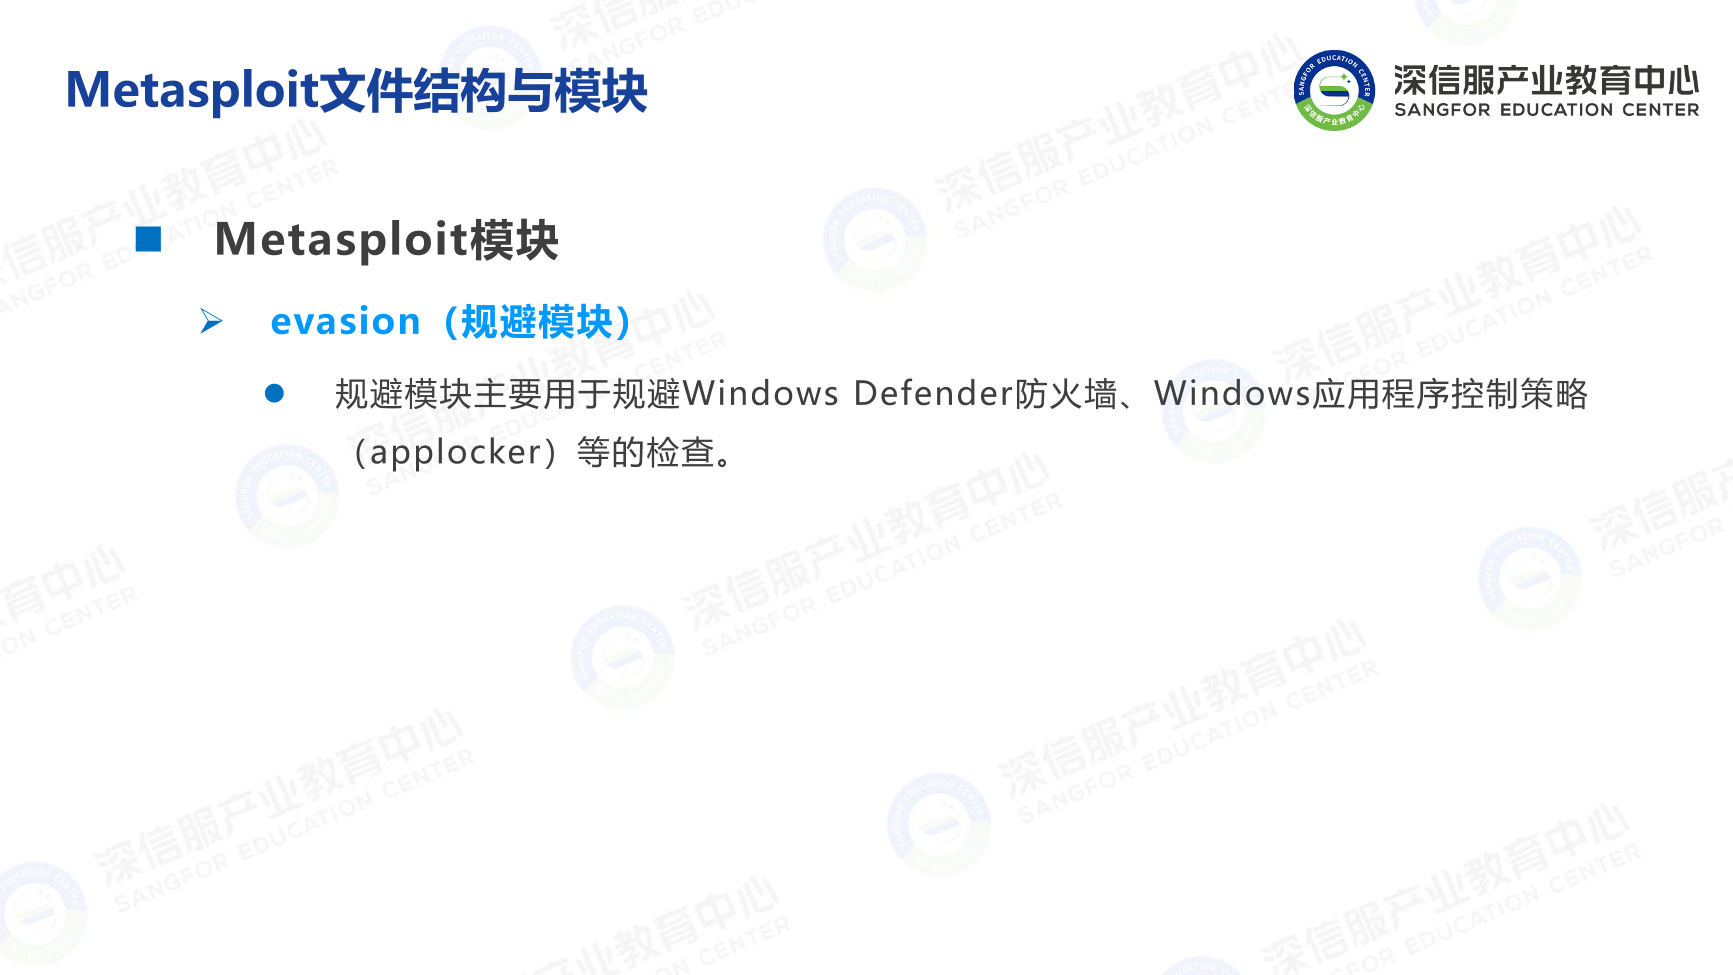 Metasploit文件结构与模块
深信服产业教育中心
SANGFOR EDUCATION CENTER
Metasploit模块
evasion（规避模块）
规避模块主要用于规避Windows Defender防火墙、Windows应用程序控制策略
（applocker）等的检查。